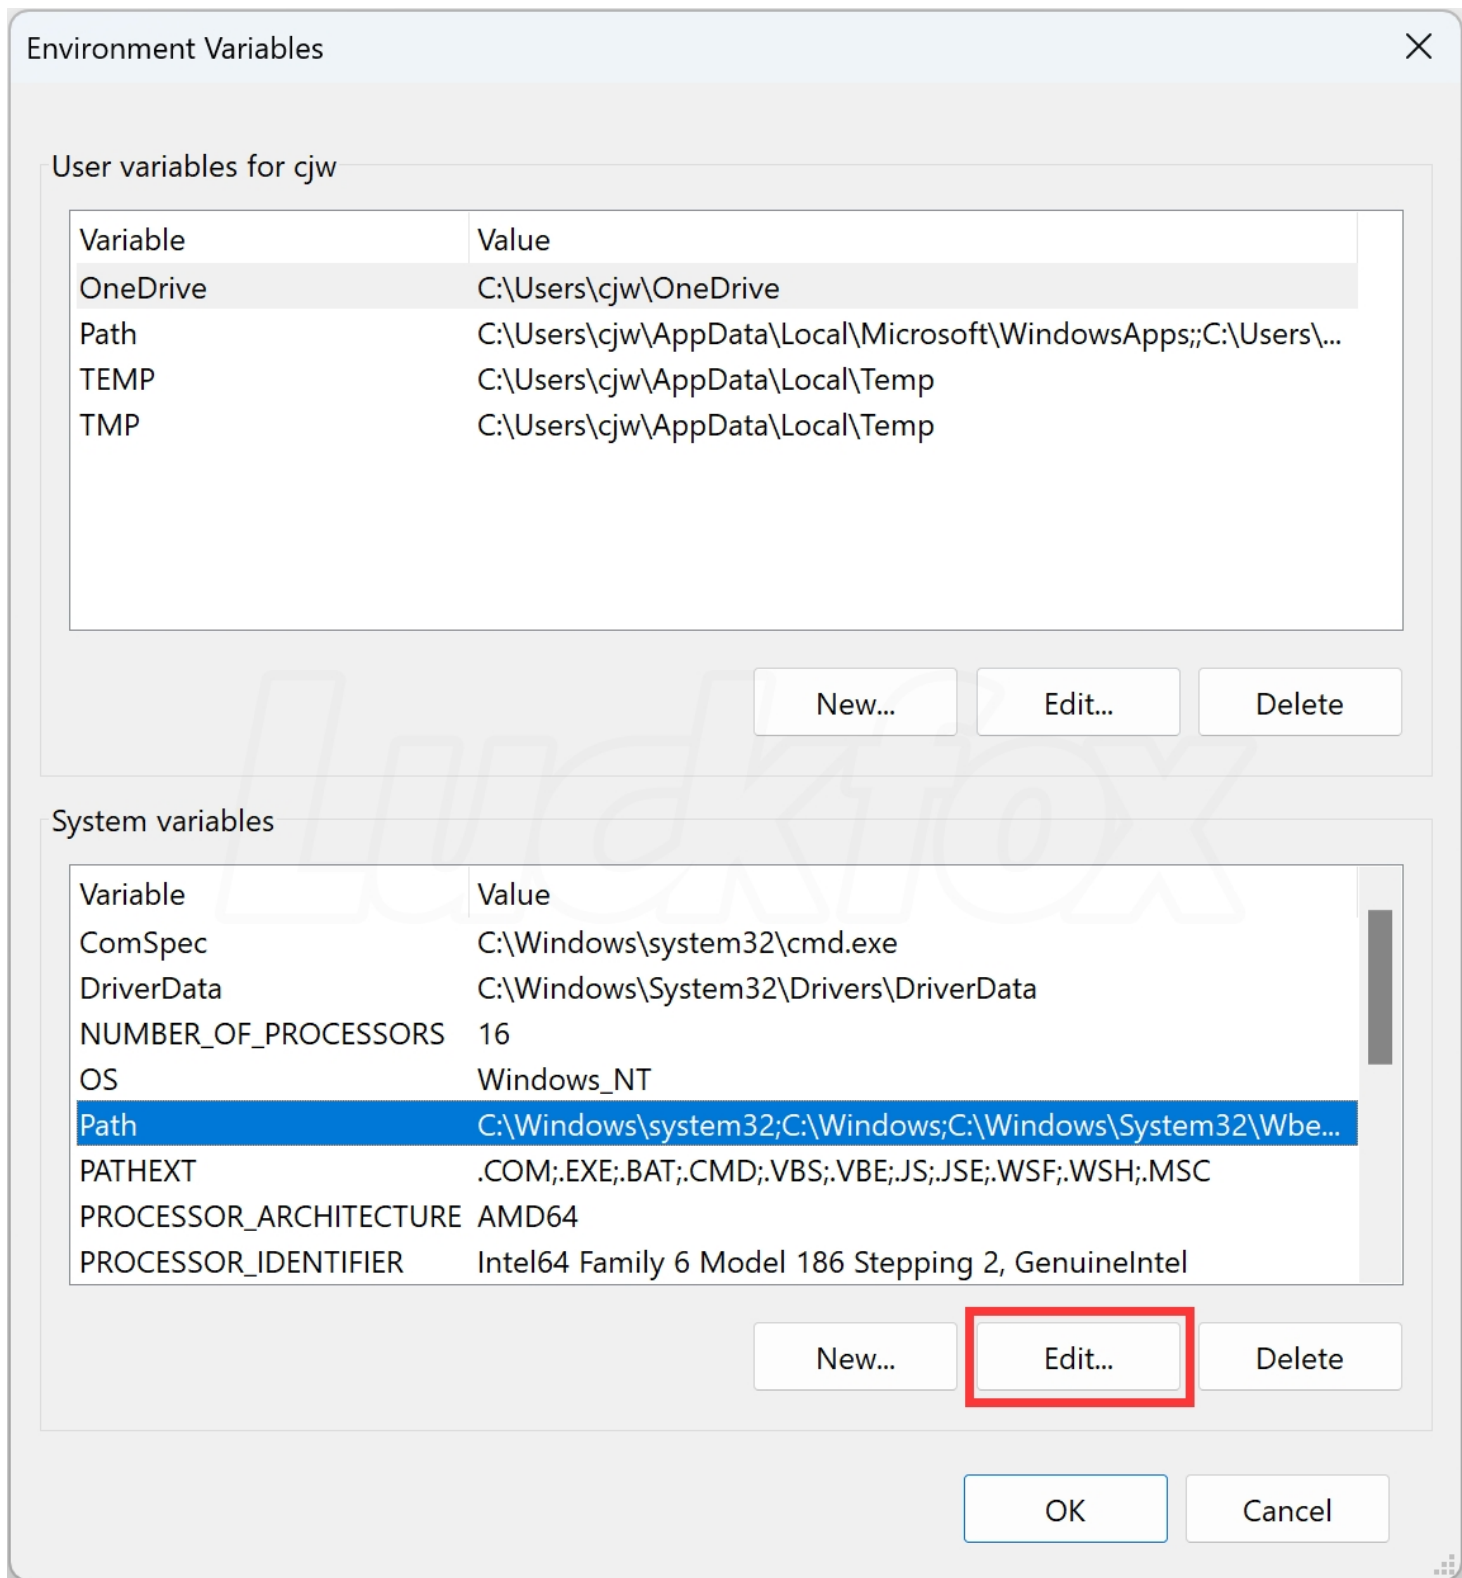 Environment Variables
User variables for cjw
Variable Value
OneDrive C:\Users\cjw\OneDrive
Path C:\Users\cjw\AppData\Local\Microsoft\WindowsApps;;C:\Users\...
TEMP C:\Users\cjw\AppData\Local\Temp
TMP C:\Users\cjw\AppData\Local\Temp
New... Edit... Delete
Luckfox
System variables
Variable Value
ComSpec C:\Windows\system32\cmd.exe
DriverData C:\Windows\System32\Drivers\DriverData
NUMBER_OF_PROCESSORS 16
OS Windows_NT
Path C:\Windows\system32;C:\Windows;C:\Windows\System32\Wbe...
PATHEXT .COM;.EXE;.BAT;.CMD;.VBS;.VBE;.JS;.JSE;.WSF;.WSH;.MSC
PROCESSOR_ARCHITECTURE AMD64
PROCESSOR_IDENTIFIER Intel64 Family 6 Model 186 Stepping 2, GenuineIntel
New... Edit... Delete
OK Cancel